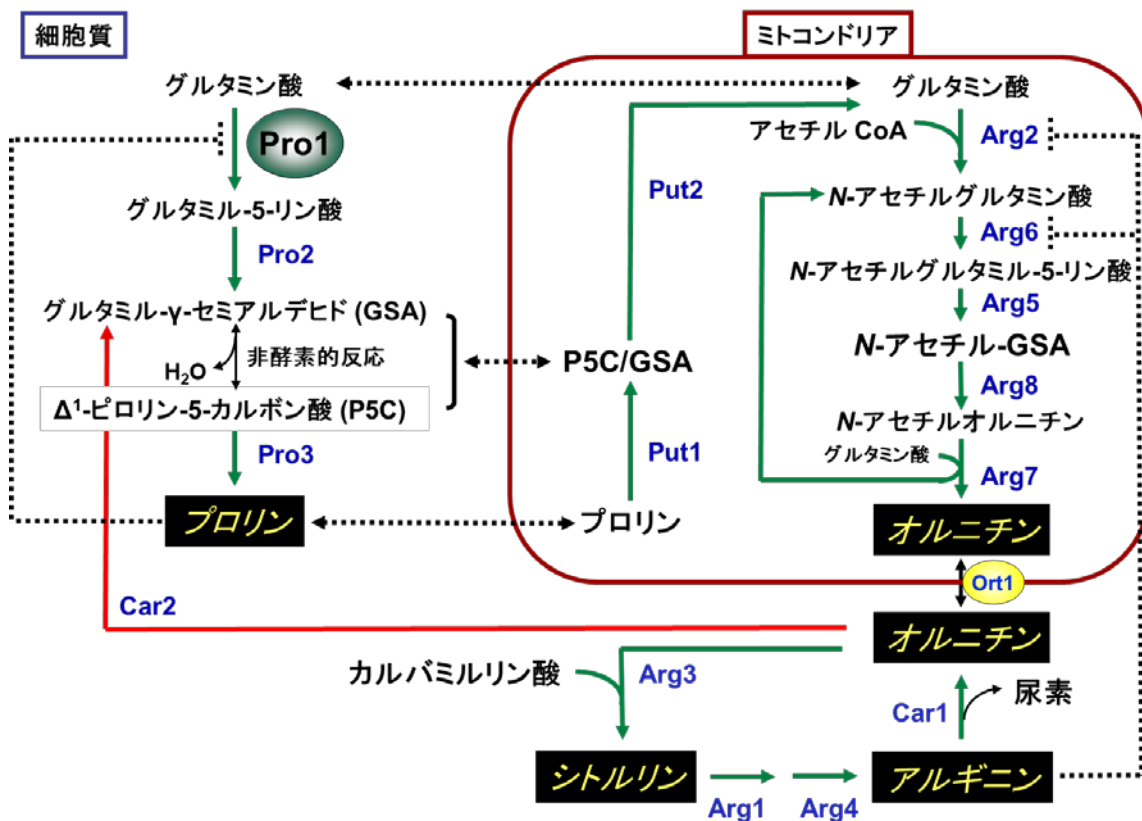 細胞質
ミトコンドリア
グルタミン酸
グルタミン酸
Pro1
アセチル CoA
Arg2
Put2
グルタミル-5-リン酸
N-アセチルグルタミン酸
Pro2
Arg6
N-アセチルグルタミル-5-リン酸
グルタミル-γ-セミアルデヒド (GSA)
Arg5
H₂O
非酵素的反応
P5C/GSA
N-アセチル-GSA
Δ¹-ピロリン-5-カルボン酸 (P5C)
Arg8
N-アセチルオルニチン
Pro3
Put1
グルタミン酸
Arg7
プロリン
プロリン
オルニチン
Ort1
Car2
オルニチン
カルバミルリン酸
Arg3
Car1
尿素
シトルリン
Arg1
Arg4
アルギニン